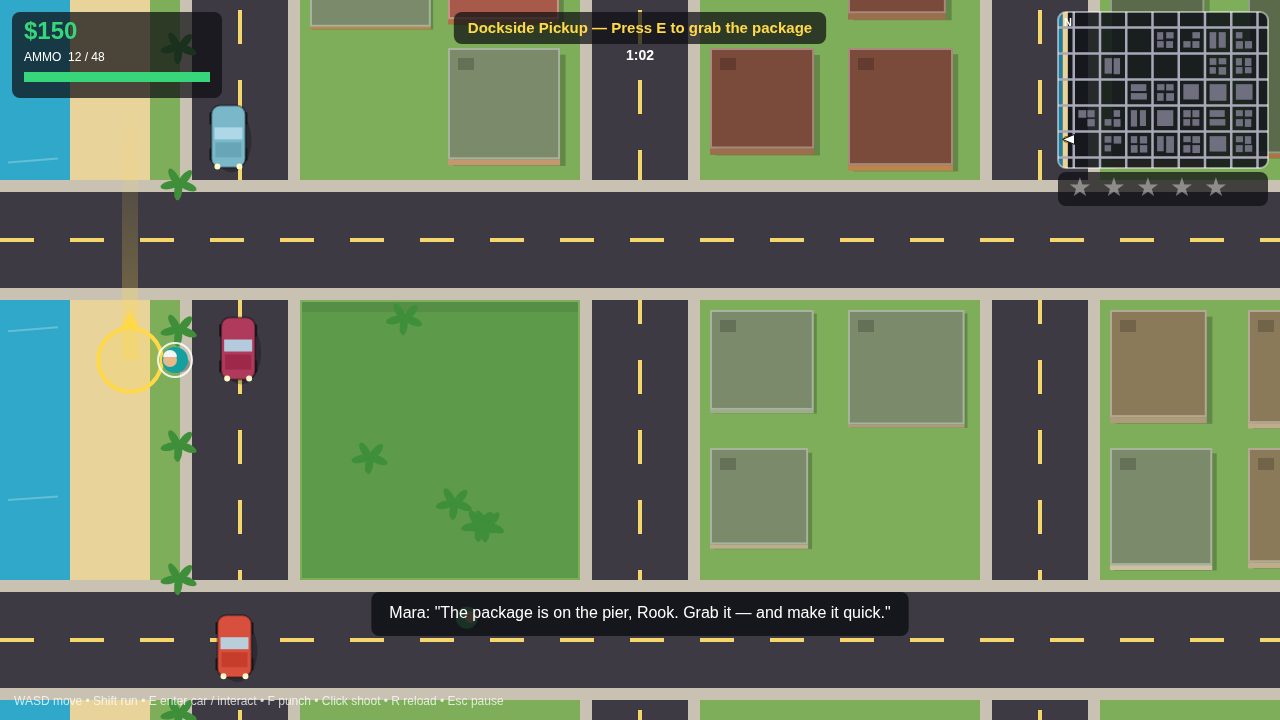 $150
AMMO 12 / 48
Dockside Pickup — Press E to grab the package
1:02
N
Mara: "The package is on the pier, Rook. Grab it — and make it quick."
WASD move • Shift run • E enter car / interact • F punch • Click shoot • R reload • Esc pause